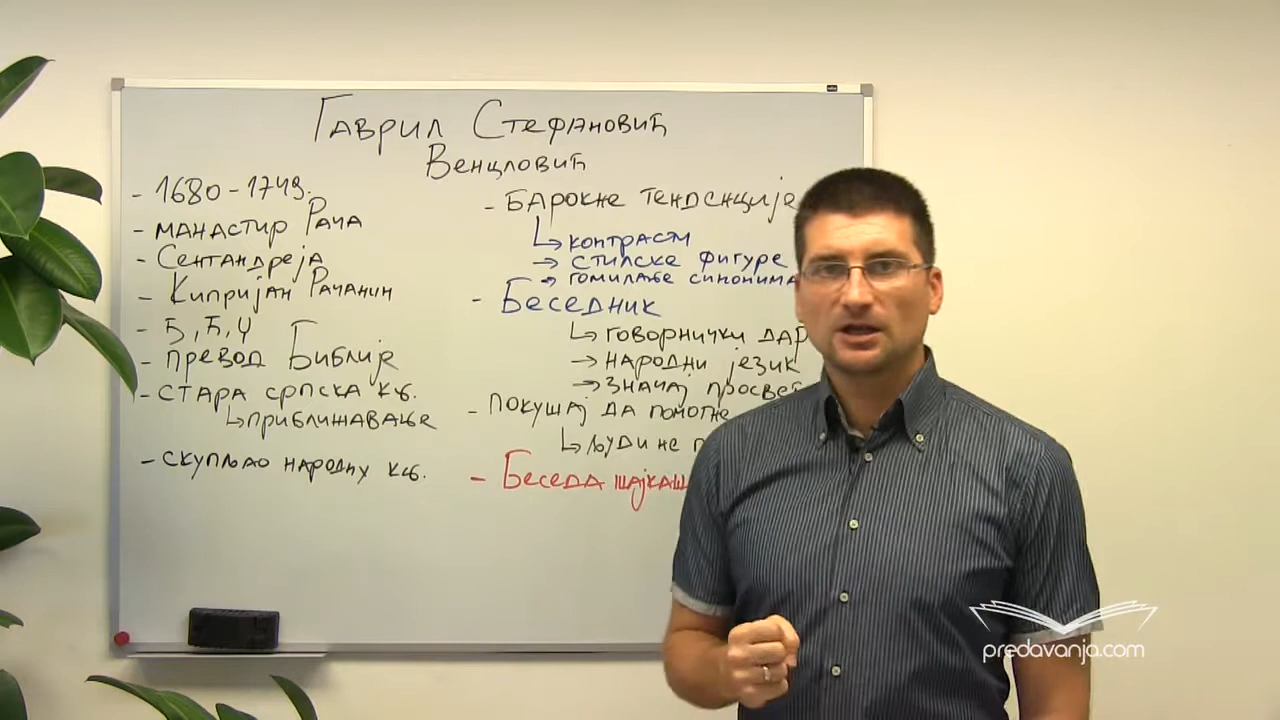 Гаврил Стефановић
Венцловић
- 1680 - 1749.
- манастир Рача
- Сентандреја
- Кипријан Рачанин
- Ђ, Ћ, Џ
- превод Библије
- стара српска књ.
приближавање
- скупљао народну књ.
- Барокне тенденције
контрасти
стилске фигуре
гомилање синонима
- Беседник
говорнички дар
народни језик
значај просвет
- покушај да помогне
људи не
- Беседа шајкаш
predavanja.com